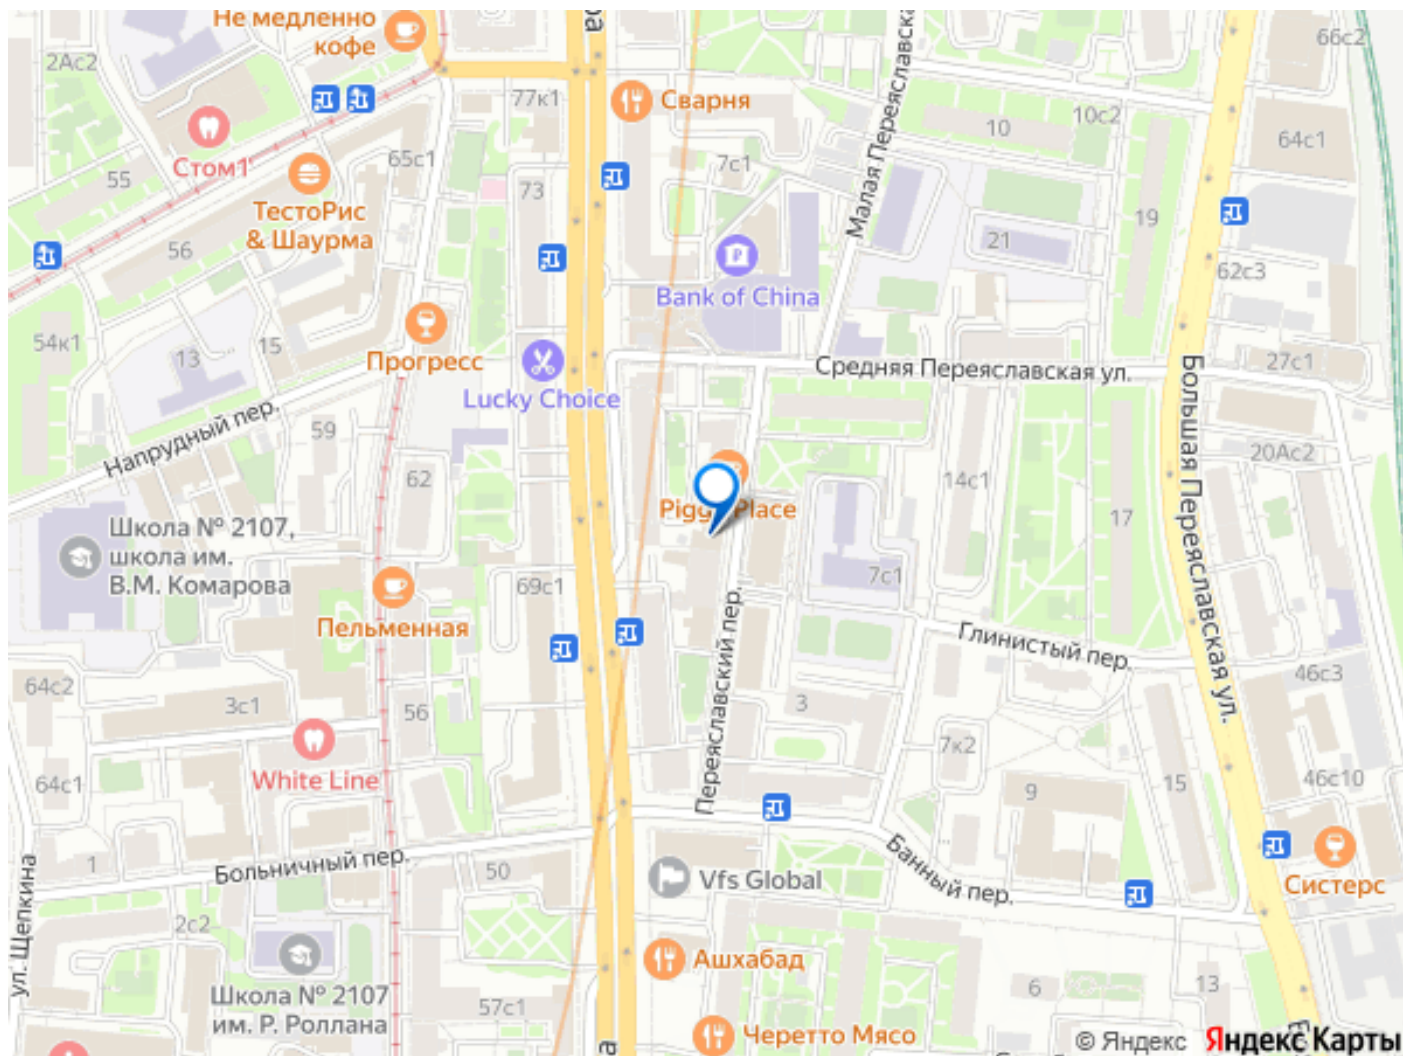 Не медленно
кофе
66с2
2Ас2
77к1
Сварня
10
10с2
64с1
Стом1
65с1
7с1
Малая Переяславска
55
73
19
ТестоРис
& Шаурма
56
21
62с3
Bank of China
54к1
13
15
Прогресс
Средняя Переяславская ул.
27с1
Lucky Choice
Напрудный пер.
59
Большая Переяславская ул.
20Ас2
62
14с1
Place
17
Школа № 2107,
школа им.
В.М. Комарова
69с1
7с1
Пельменная
Переяславский пер.
Глинистый пер.
64с2
3с1
56
3
46с3
White Line
7к2
64с1
9
15
46с10
1
Больничный пер.
50
Vfs Global
Банный пер.
Систерс
ул. Щепкина
2с2
Ашхабад
Школа № 2107
им. Р. Роллана
57с1
6
13
Черетто Мясо
© Яндекс Яндекс Карты